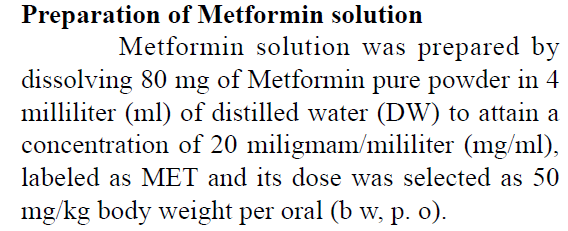 Preparation of Metformin solution
Metformin solution was prepared by
dissolving 80 mg of Metformin pure powder in 4
milliliter (ml) of distilled water (DW) to attain a
concentration of 20 miligmam/mililiter (mg/ml),
labeled as MET and its dose was selected as 50
mg/kg body weight per oral (b w, p. o).